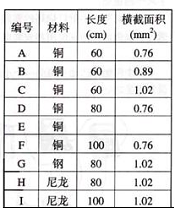 编号 材料 长度 (cm) 横截面积 (mm²)
A 铜 60 0.76
B 铜 60 0.89
C 铜 60 1.02
D 铜 80 0.76
E 铜
F 铜 100 0.76
G 钢 80 1.02
H 尼龙 80 1.02
I 尼龙 100 1.02